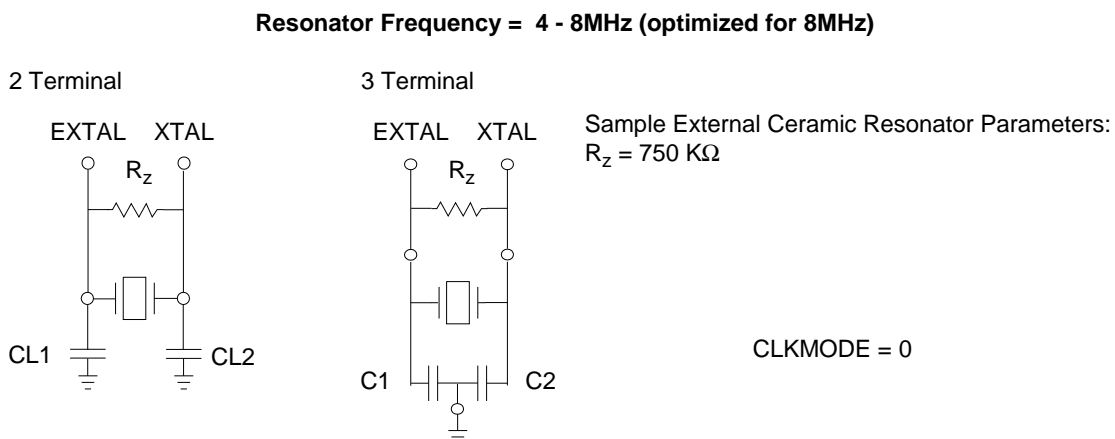 Resonator Frequency = 4 - 8MHz (optimized for 8MHz)
2 Terminal
3 Terminal
EXTAL XTAL
Rz
CL1
CL2
EXTAL XTAL
Rz
C1
C2
Sample External Ceramic Resonator Parameters:
Rz = 750 KΩ
CLKMODE = 0